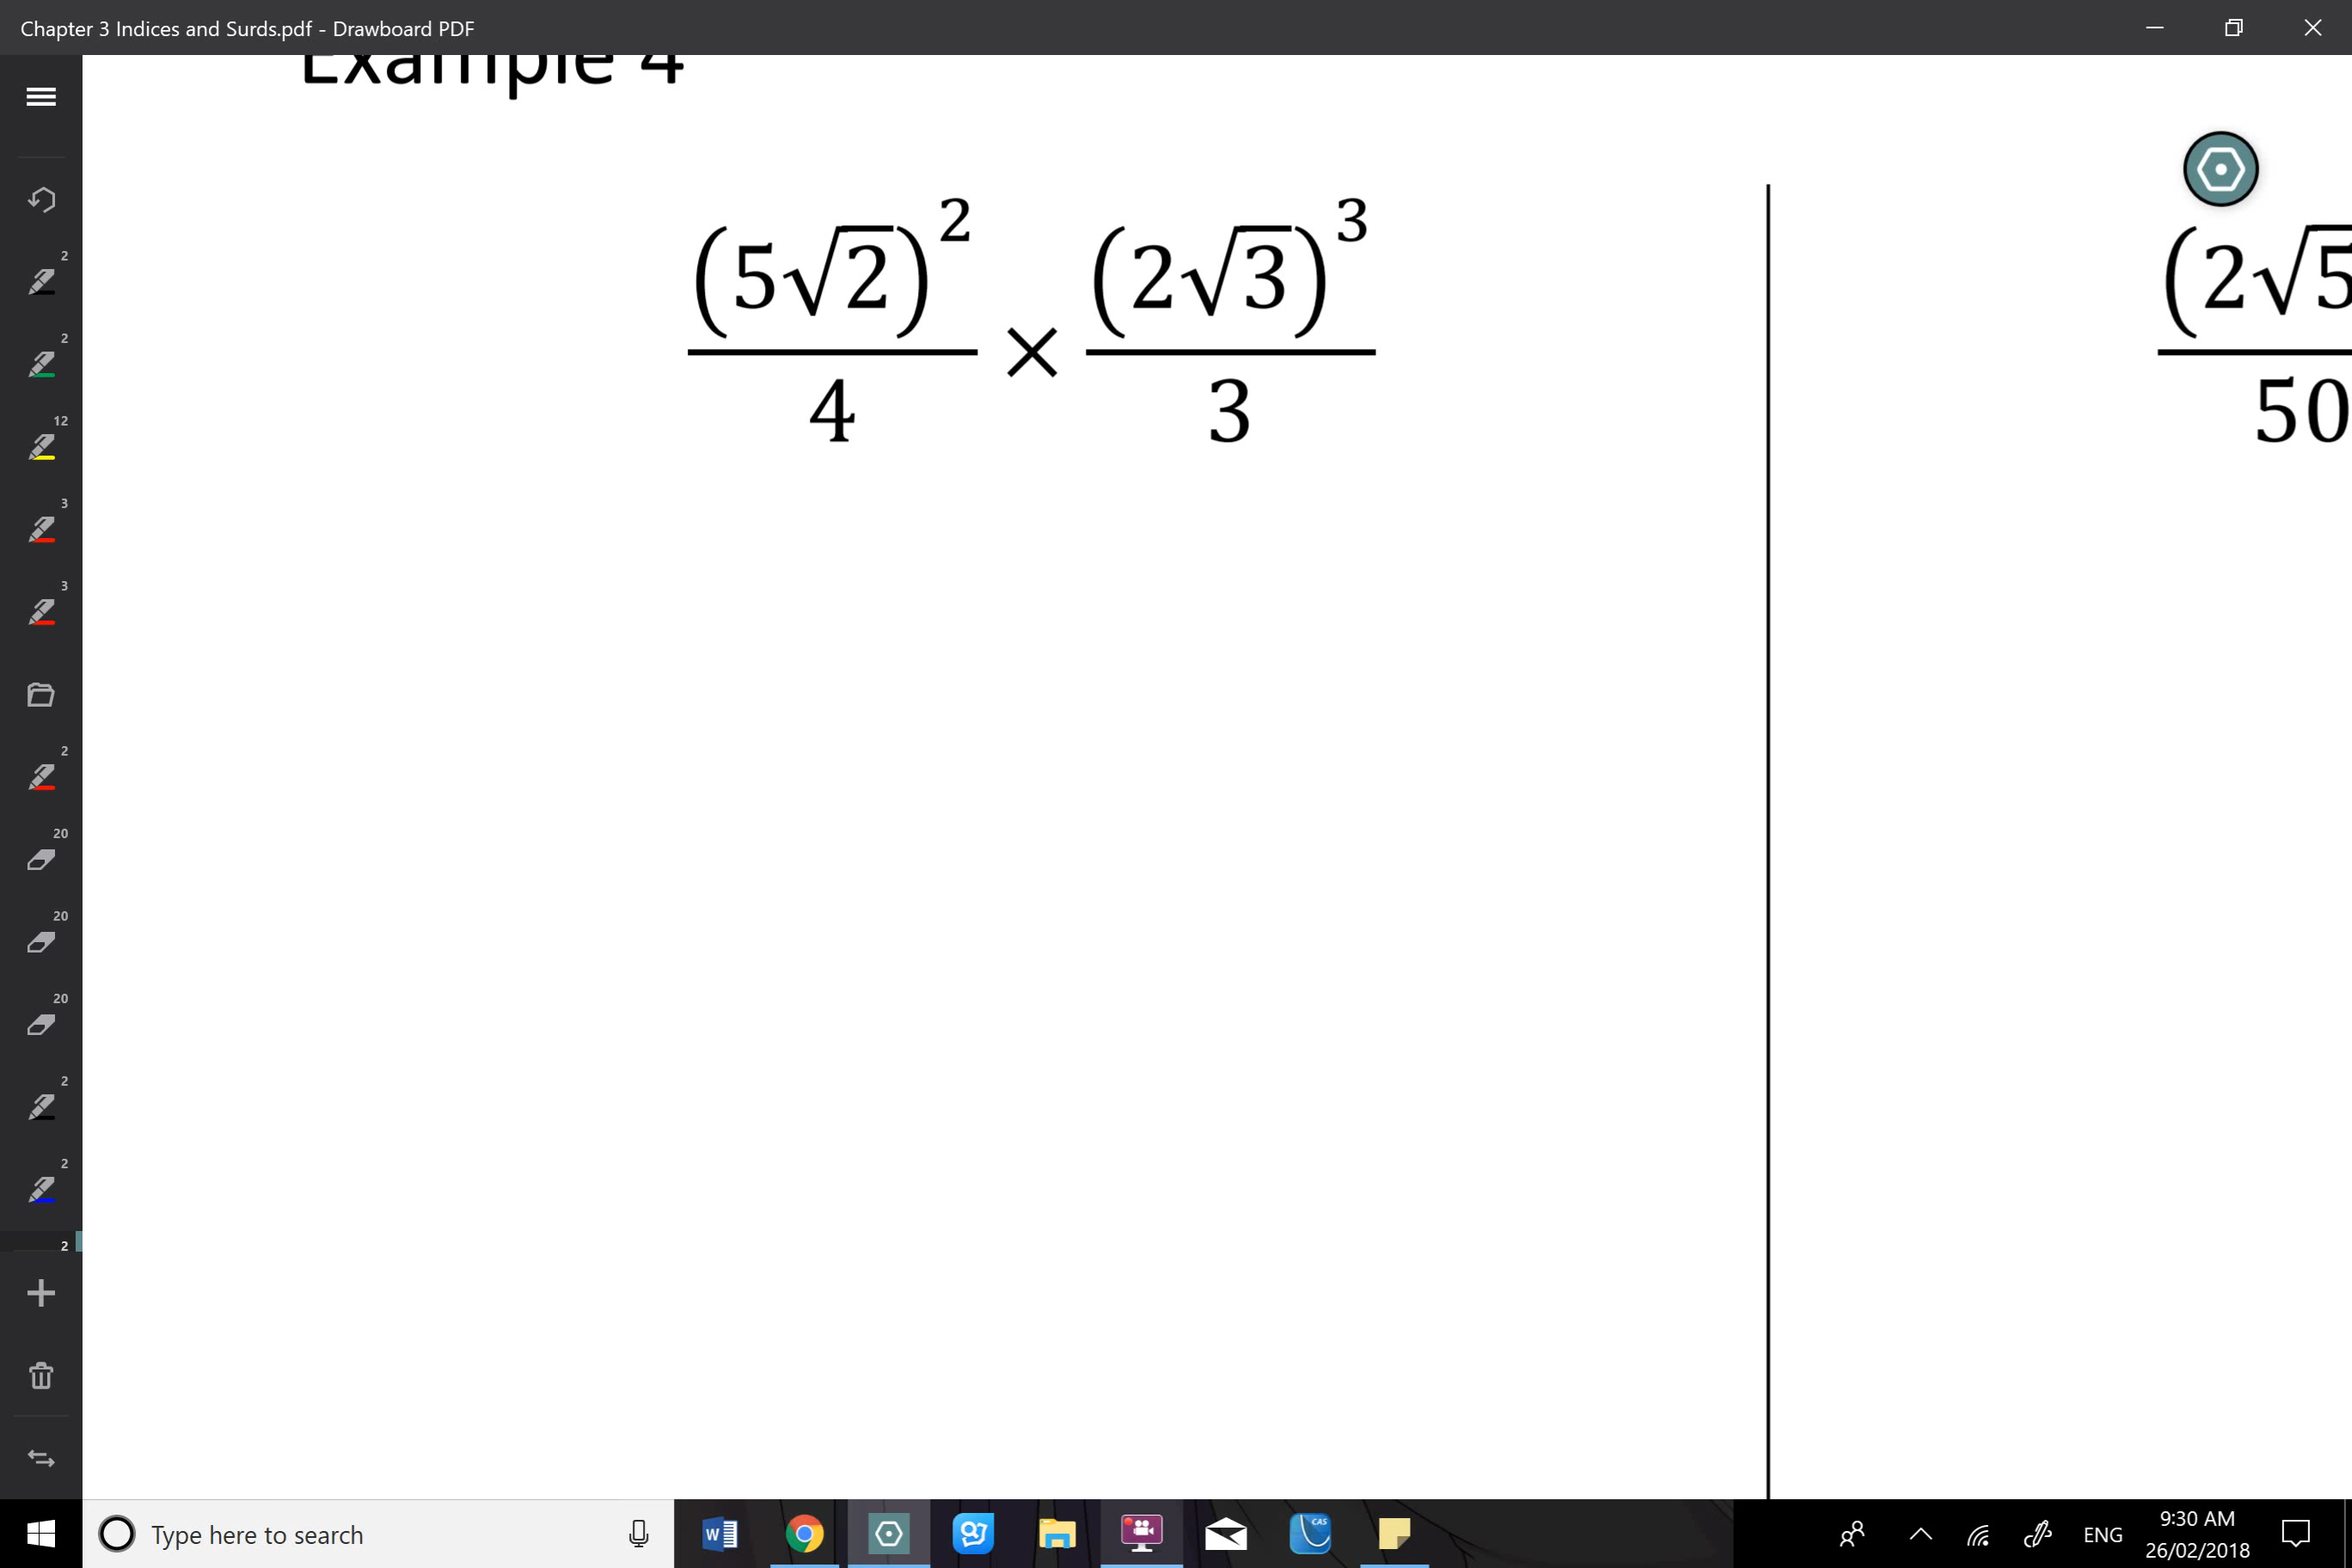 Chapter 3 Indices and Surds.pdf - Drawboard PDF
Example 4
(5√2)² / 4 × (2√3)³ / 3
(2√5
50
2
2
12
3
3
2
20
20
20
2
2
2
Type here to search
W
CAS
ENG
9:30 AM
26/02/2018